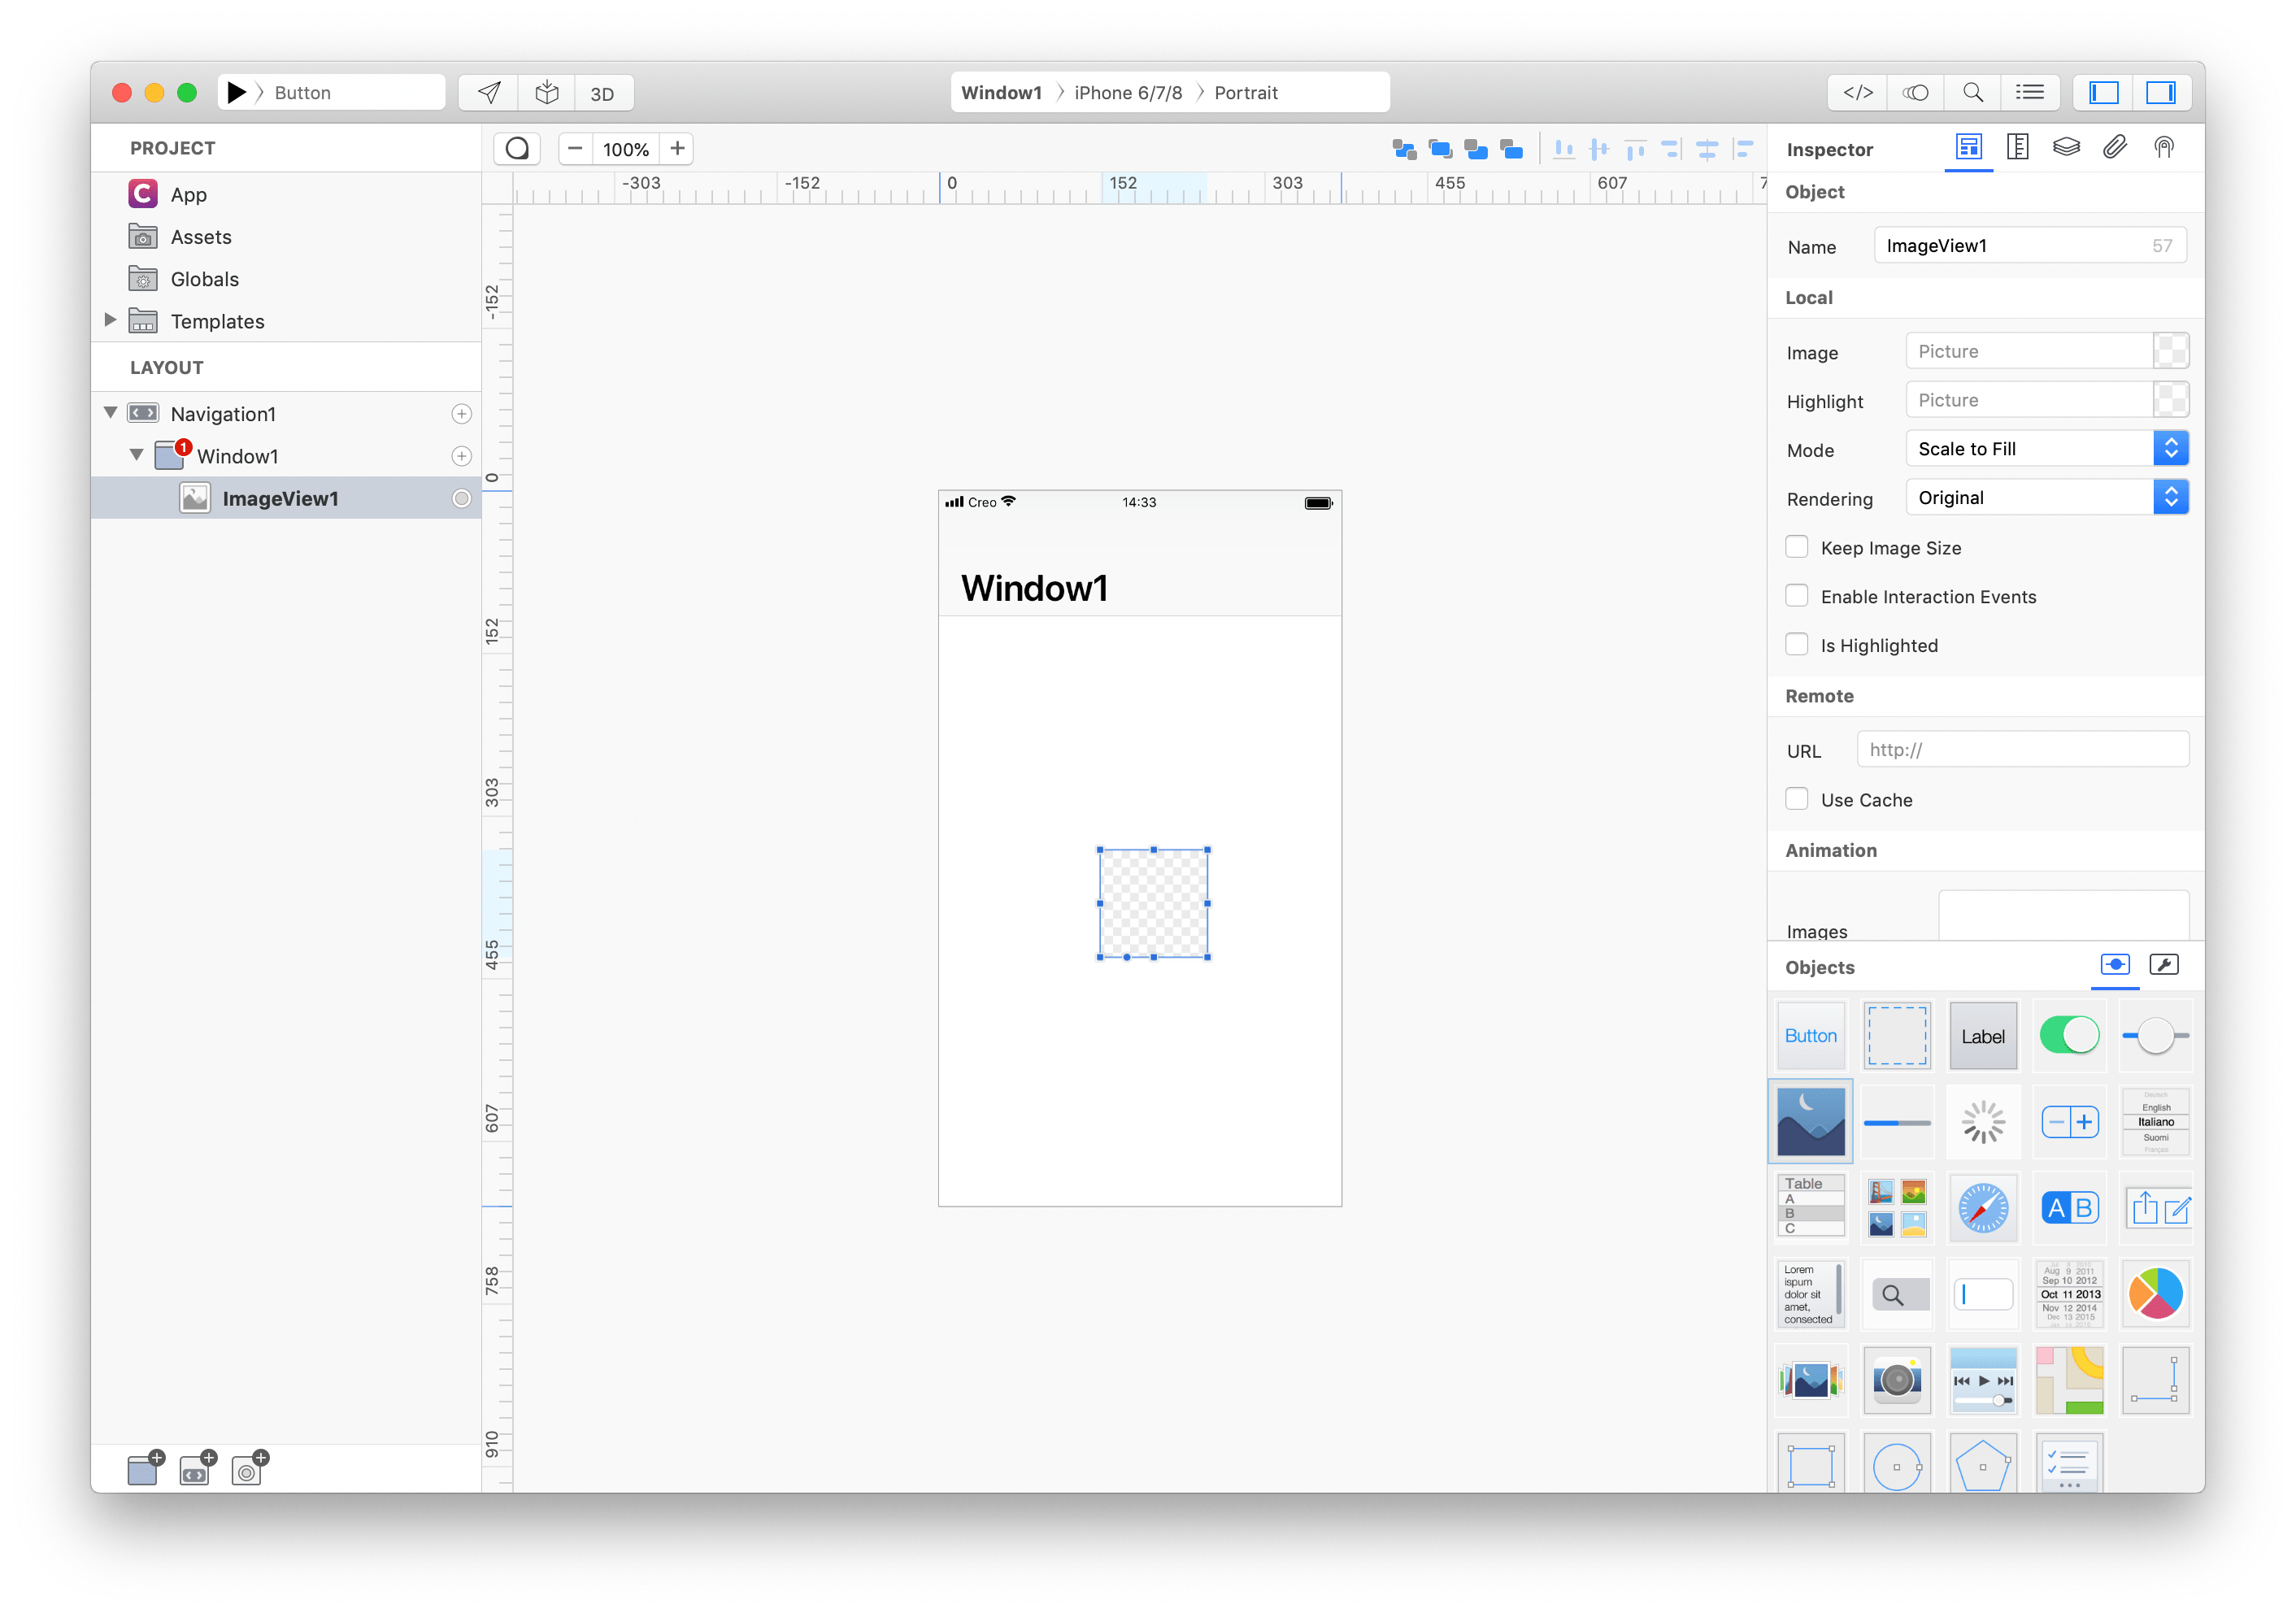 Button
3D
Window1 〉 iPhone 6/7/8 〉 Portrait
</>
PROJECT
App
Assets
Globals
Templates
LAYOUT
Navigation1
1
Window1
ImageView1
100%
-303 -152 0 152 303 455 607
-152
0
152
303
455
607
758
910
Creo 14:33
Window1
Inspector
Object
Name ImageView1 57
Local
Image Picture
Highlight Picture
Mode Scale to Fill
Rendering Original
Keep Image Size
Enable Interaction Events
Is Highlighted
Remote
URL http://
Use Cache
Animation
Images
Objects
Button
Label
Deutsch
English
Italiano
Suomi
Français
Table
A
B
C
A B
Lorem
ispum
dolor sit
amet,
consected
Aug 9 2011
Sep 10 2012
Oct 11 2013
Nov 12 2014
Dec 13 2015